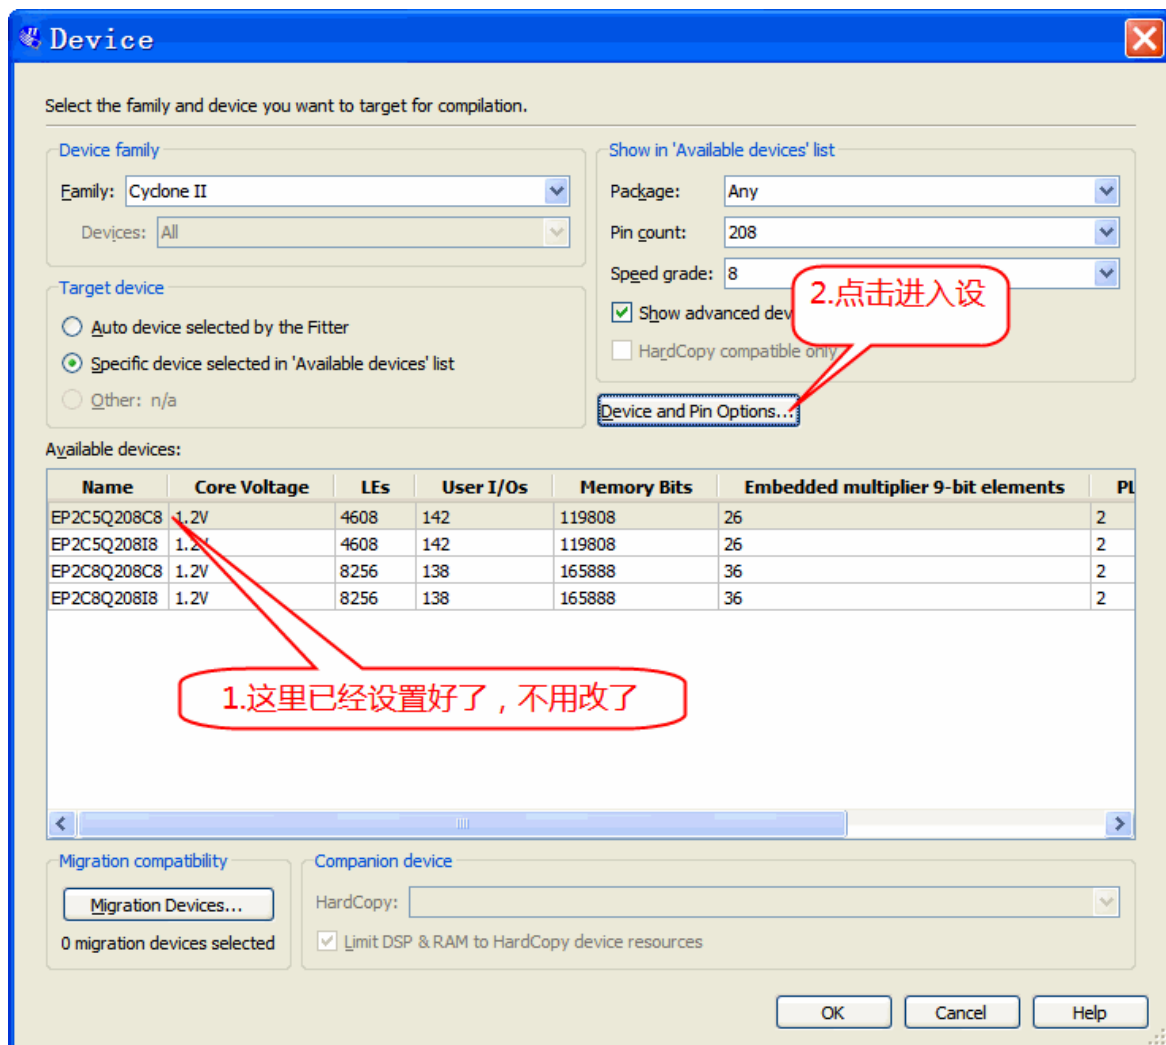 Device
Select the family and device you want to target for compilation.
Device family
Family: Cyclone II
Devices: All
Show in 'Available devices' list
Package: Any
Pin count: 208
Speed grade: 8
Show advanced dev
HardCopy compatible only
Target device
Auto device selected by the Fitter
Specific device selected in 'Available devices' list
Other: n/a
2.点击进入设
Device and Pin Options...
Available devices:
Name Core Voltage LEs User I/Os Memory Bits Embedded multiplier 9-bit elements PL
EP2C5Q208C8 1.2V 4608 142 119808 26 2
EP2C5Q208I8 1.2V 4608 142 119808 26 2
EP2C8Q208C8 1.2V 8256 138 165888 36 2
EP2C8Q208I8 1.2V 8256 138 165888 36 2
1.这里已经设置好了，不用改了
Migration compatibility
Migration Devices...
0 migration devices selected
Companion device
HardCopy:
Limit DSP & RAM to HardCopy device resources
OK Cancel Help